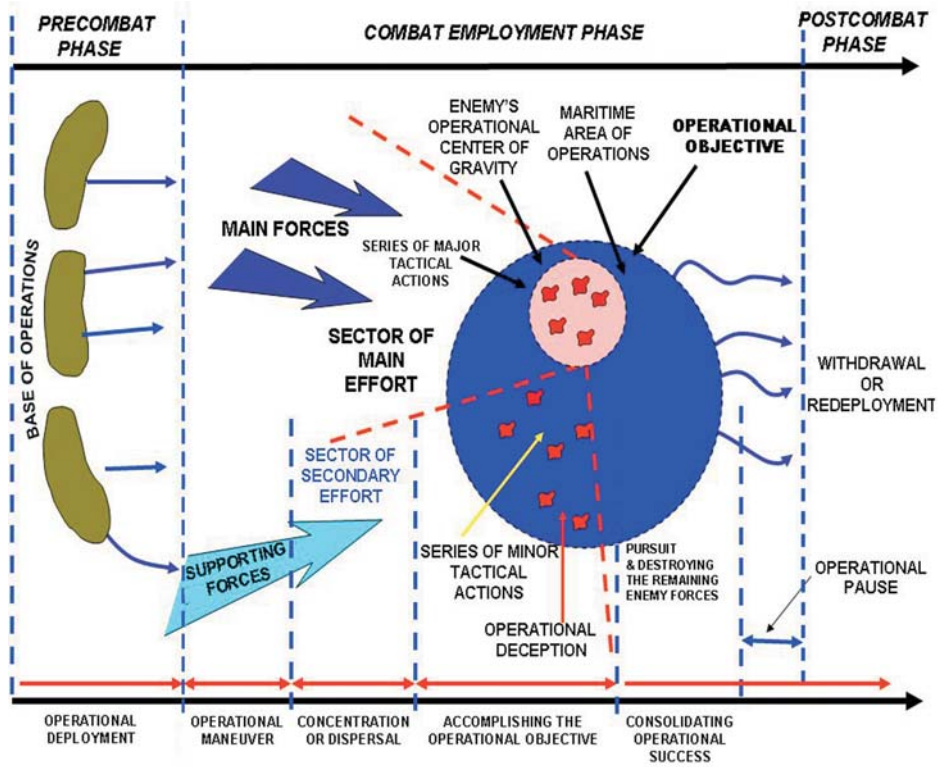 PRECOMBAT
PHASE
COMBAT EMPLOYMENT PHASE
POSTCOMBAT
PHASE
BASE OF OPERATIONS
MAIN FORCES
ENEMY'S
OPERATIONAL
CENTER OF
GRAVITY
MARITIME
AREA OF
OPERATIONS
OPERATIONAL
OBJECTIVE
SERIES OF MAJOR
TACTICAL
ACTIONS
SECTOR OF
MAIN
EFFORT
SECTOR OF
SECONDARY
EFFORT
SUPPORTING
FORCES
SERIES OF MINOR
TACTICAL
ACTIONS
OPERATIONAL
DECEPTION
PURSUIT
& DESTROYING
THE REMAINING
ENEMY FORCES
WITHDRAWAL
OR
REDEPLOYMENT
OPERATIONAL
PAUSE
OPERATIONAL
DEPLOYMENT
OPERATIONAL
MANEUVER
CONCENTRATION
OR DISPERSAL
ACCOMPLISHING THE
OPERATIONAL OBJECTIVE
CONSOLIDATING
OPERATIONAL
SUCCESS